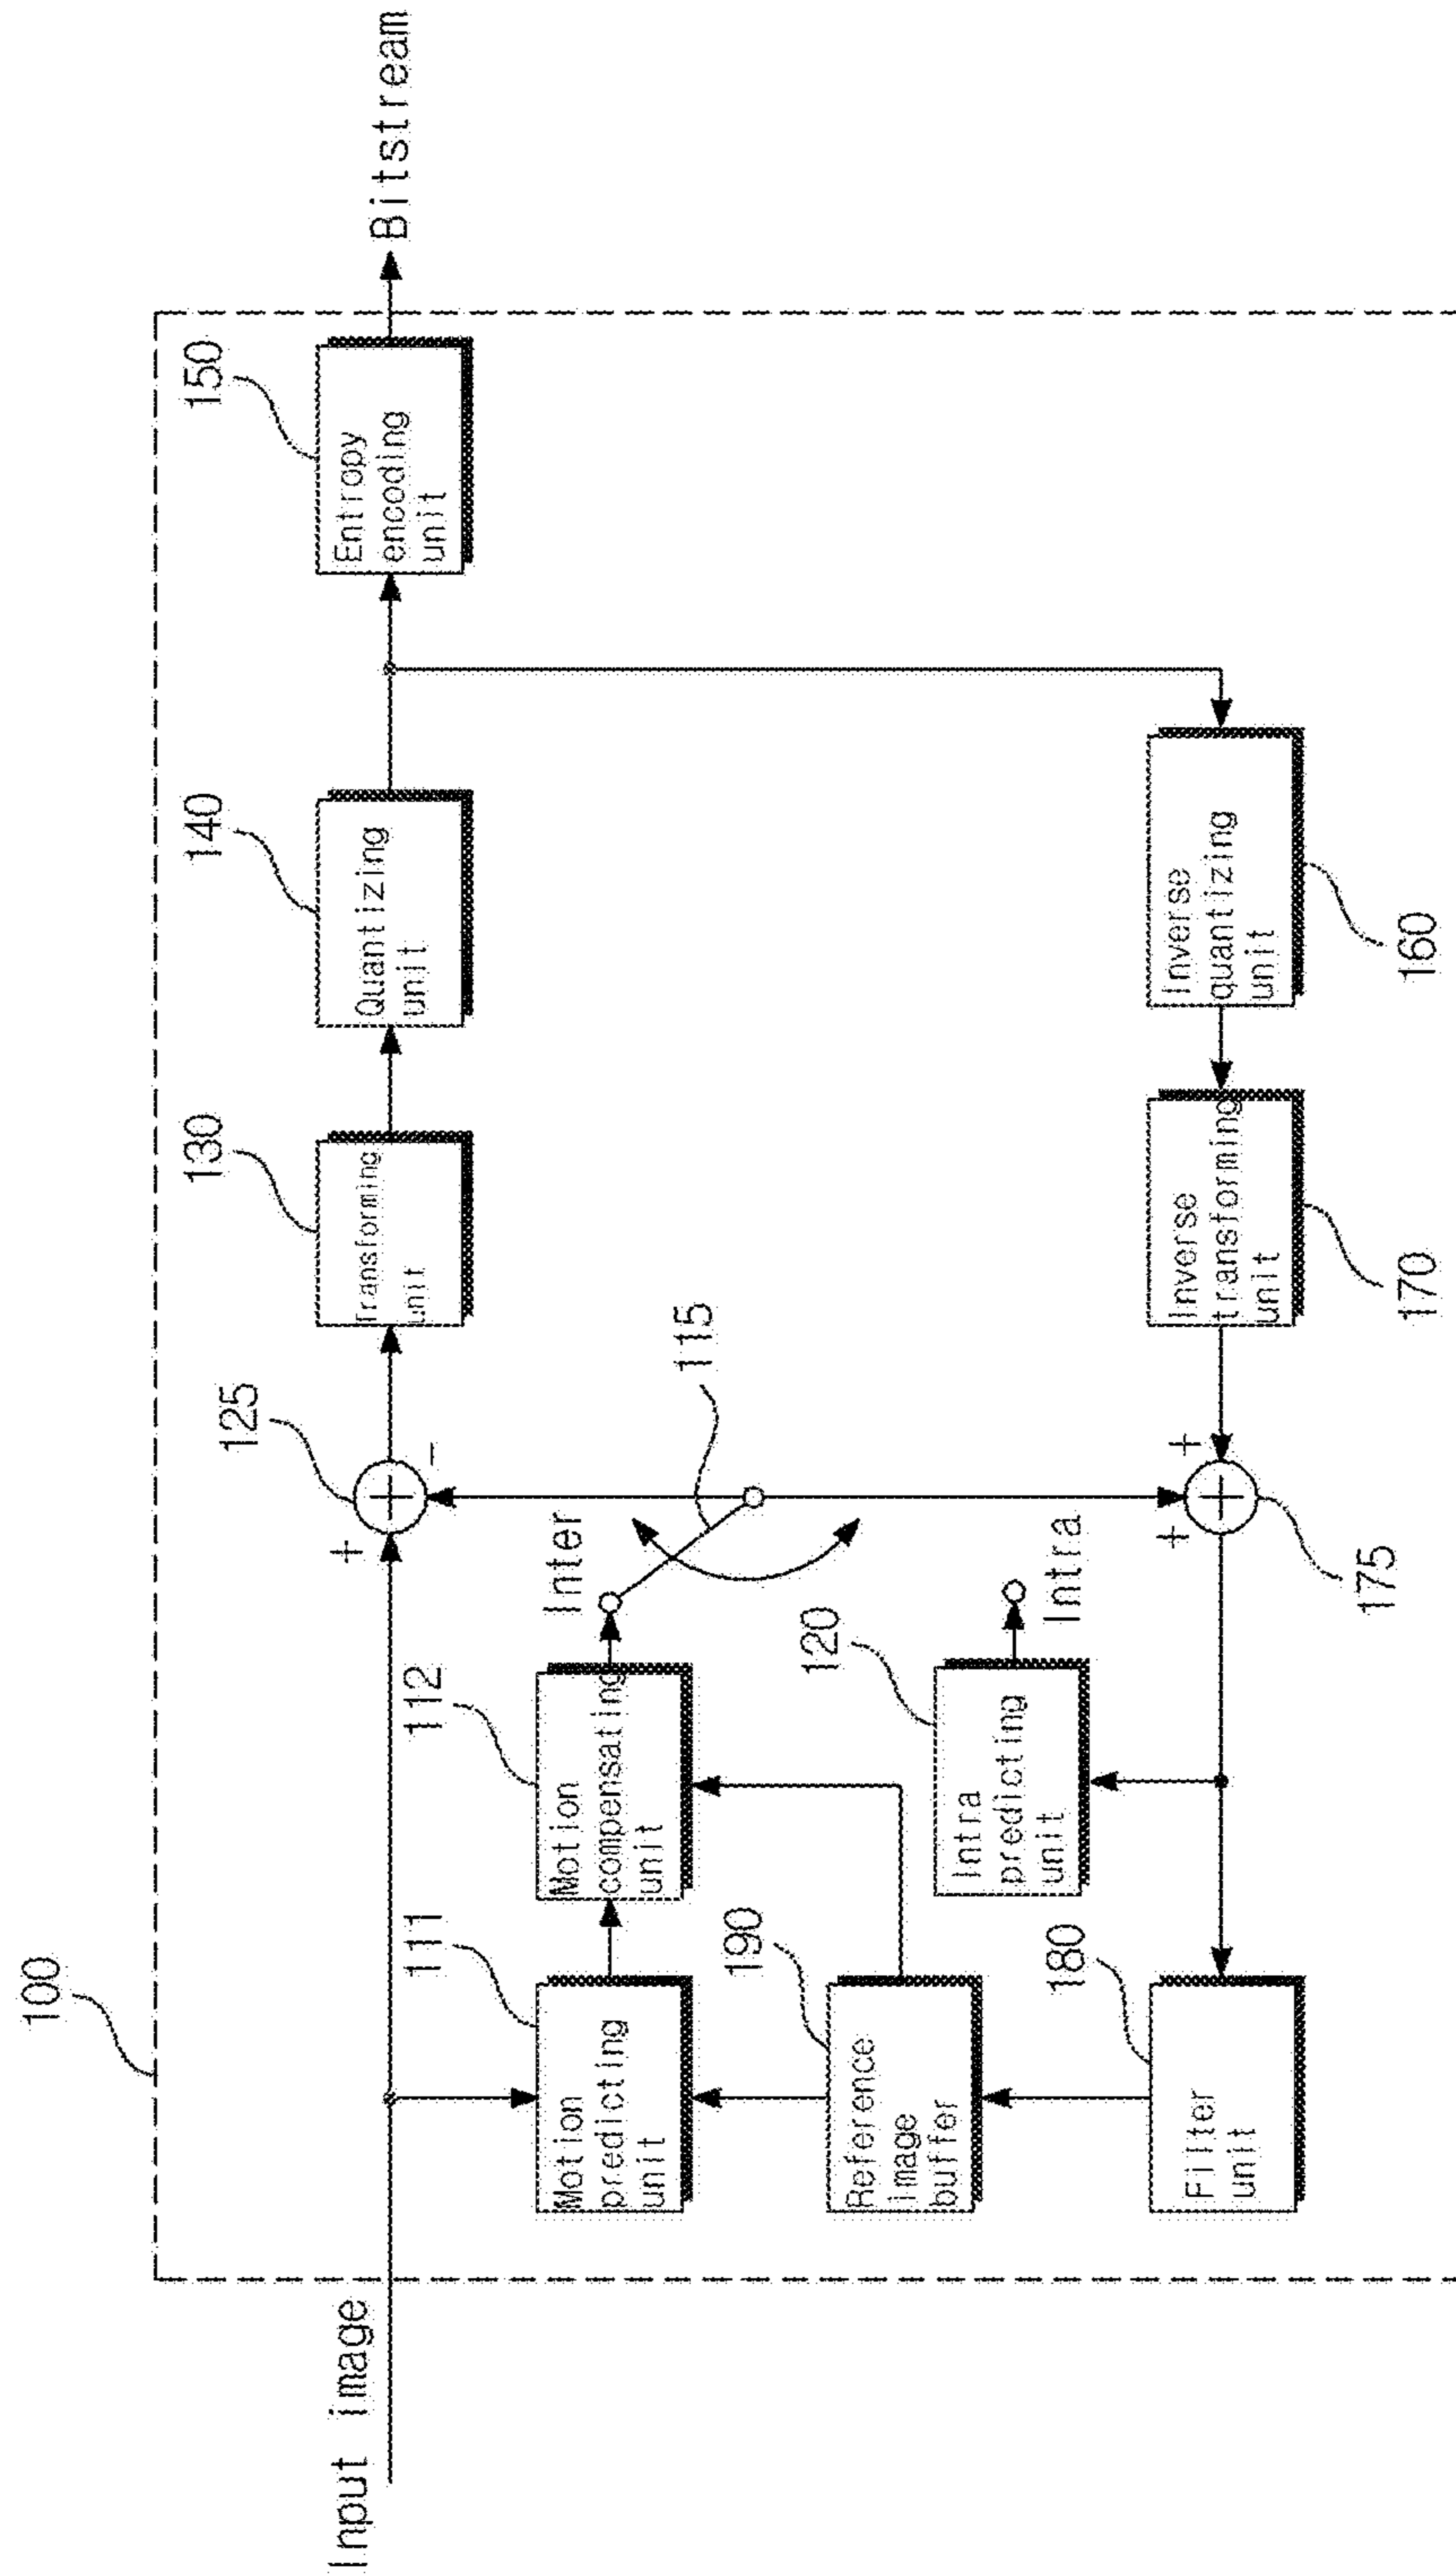 100
Input image
Bitstream
+
125
-
130
Transforming
unit
140
Quantizing
unit
150
Entropy
encoding
unit
111
Motion
predicting
unit
112
Motion
compensating
unit
Inter
115
190
Reference
image
buffer
120
Intra
predicting
unit
Intra
180
Filter
unit
+
+
175
Inverse
transforming
unit
170
Inverse
quantizing
unit
160